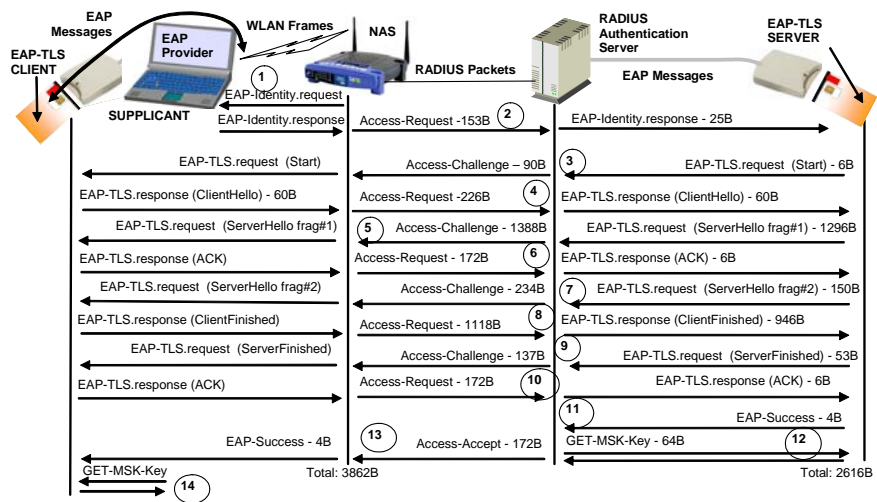 EAP
Messages
EAP-TLS
CLIENT
EAP
Provider
WLAN Frames
NAS
RADIUS
Authentication
Server
EAP-TLS
SERVER
RADIUS Packets
EAP Messages
SUPPLICANT
1
EAP-Identity.request
2
EAP-Identity.response
Access-Request -153B
EAP-Identity.response - 25B
3
EAP-TLS.request (Start)
Access-Challenge – 90B
EAP-TLS.request (Start) - 6B
4
EAP-TLS.response (ClientHello) - 60B
Access-Request -226B
EAP-TLS.response (ClientHello) - 60B
5
EAP-TLS.request (ServerHello frag#1)
Access-Challenge - 1388B
EAP-TLS.request (ServerHello frag#1) - 1296B
6
EAP-TLS.response (ACK)
Access-Request - 172B
EAP-TLS.response (ACK) - 6B
7
EAP-TLS.request (ServerHello frag#2)
Access-Challenge - 234B
EAP-TLS.request (ServerHello frag#2) - 150B
8
EAP-TLS.response (ClientFinished)
Access-Request - 1118B
EAP-TLS.response (ClientFinished) - 946B
9
EAP-TLS.request (ServerFinished)
Access-Challenge - 137B
EAP-TLS.request (ServerFinished) - 53B
10
EAP-TLS.response (ACK)
Access-Request - 172B
EAP-TLS.response (ACK) - 6B
11
EAP-Success - 4B
12
GET-MSK-Key - 64B
13
EAP-Success - 4B
Access-Accept - 172B
GET-MSK-Key
14
Total: 3862B
Total: 2616B